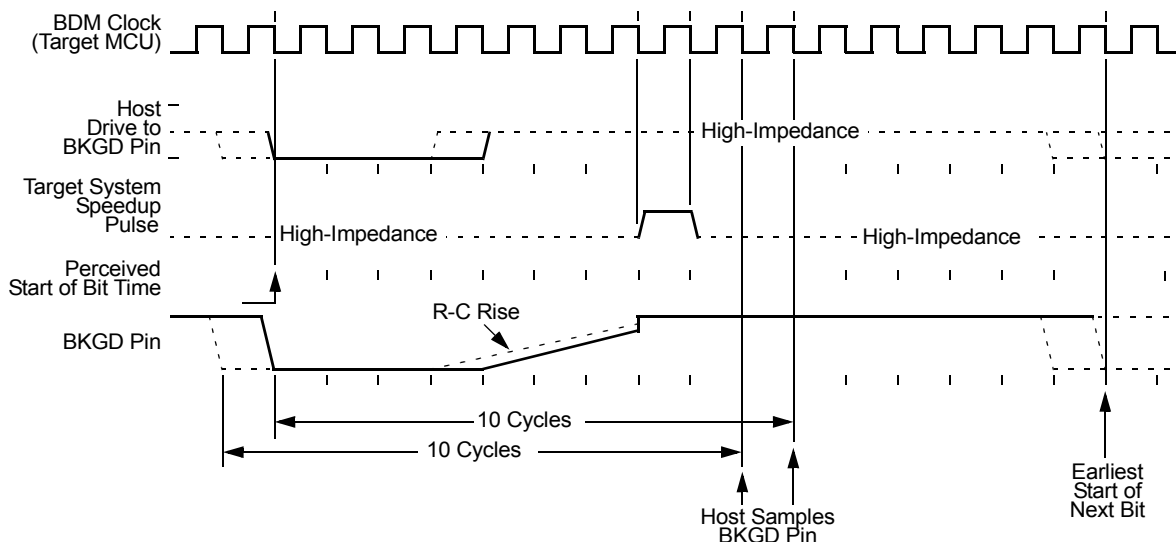 BDM Clock
(Target MCU)
Host
Drive to
BKGD Pin
High-Impedance
Target System
Speedup
Pulse
High-Impedance
High-Impedance
Perceived
Start of Bit Time
R-C Rise
BKGD Pin
10 Cycles
10 Cycles
Earliest
Start of
Next Bit
Host Samples
BKGD Pin